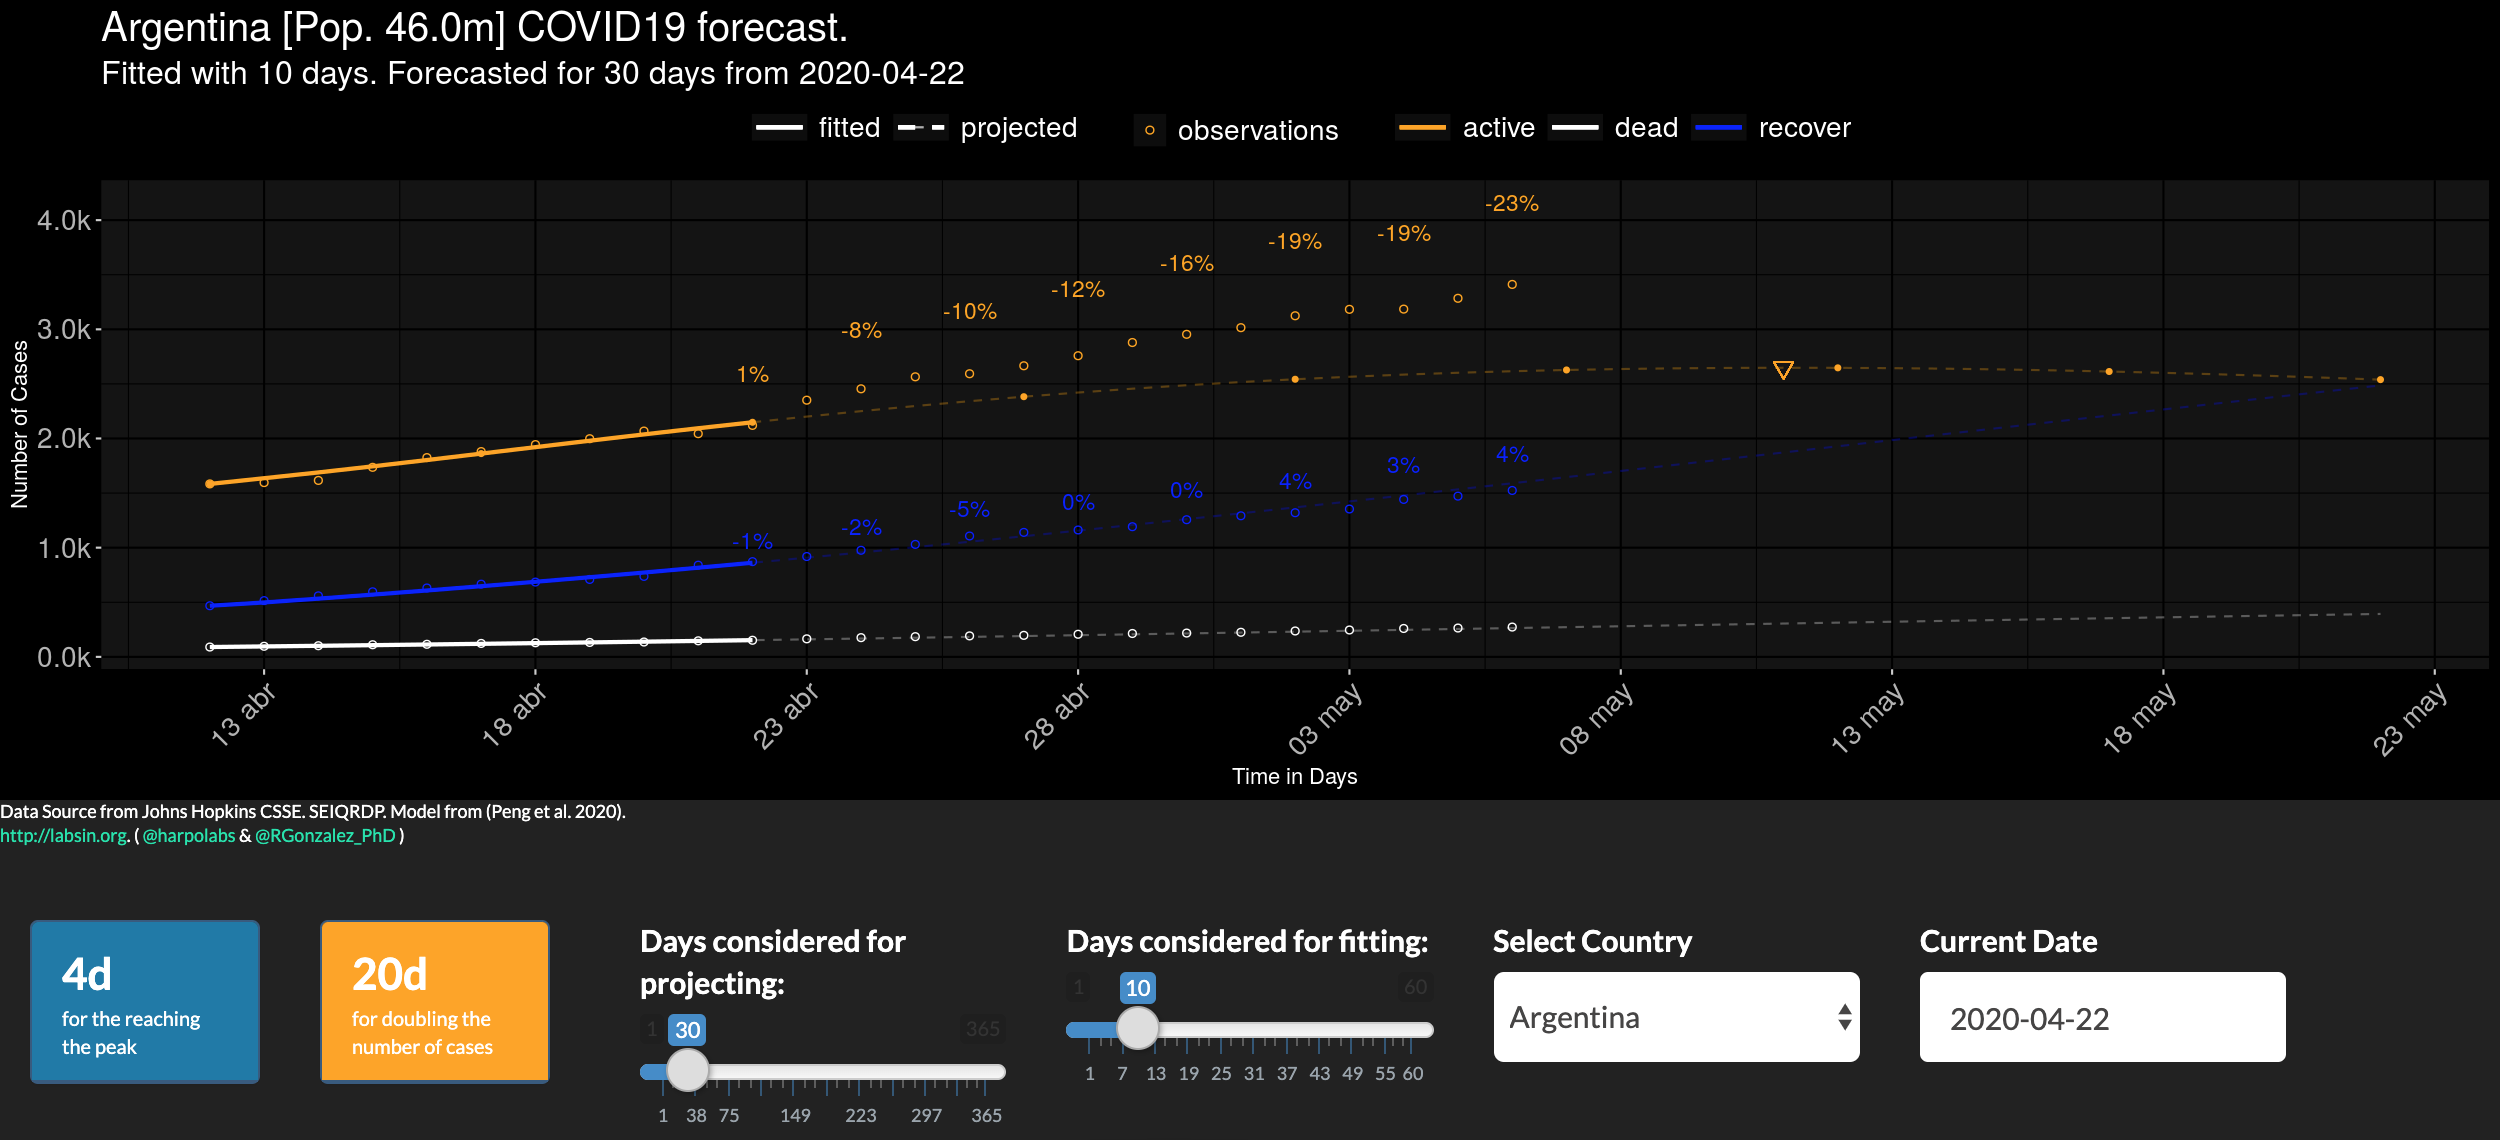 Argentina [Pop. 46.0m] COVID19 forecast.
Fitted with 10 days. Forecasted for 30 days from 2020-04-22
fitted projected observations active dead recover
-23%
4.0k
-19%
-19%
-16%
-12%
-10%
3.0k
-8%
1%
2.0k
4%
3%
4%
0%
0%
-5%
-2%
-1%
1.0k
0.0k
Number of Cases
13 abr 18 abr 23 abr 28 abr 03 may 08 may 13 may 18 may 23 may
Time in Days
Data Source from Johns Hopkins CSSE. SEIQRDP. Model from (Peng et al. 2020).
http://labsin.org. ( @harpolabs & @RGonzalez_PhD )
4d
for the reaching
the peak
20d
for doubling the
number of cases
Days considered for
projecting:
1 30 365
1 38 75 149 223 297 365
Days considered for fitting:
1 10 60
1 7 13 19 25 31 37 43 49 55 60
Select Country
Argentina
Current Date
2020-04-22